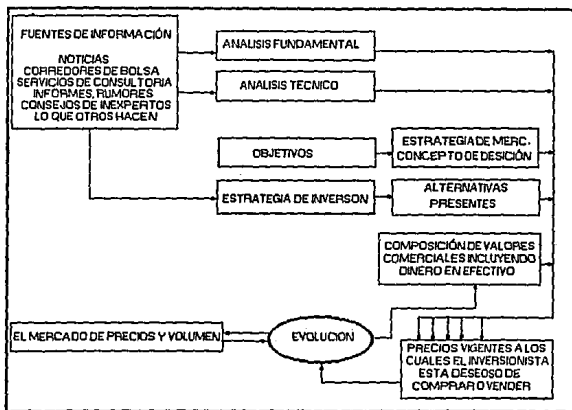 FUENTES DE INFORMACIÓN
NOTICIAS
CORREDORES DE BOLSA
SERVICIOS DE CONSULTORIA
INFORMES, RUMORES
CONSEJOS DE INEXPERTOS
LO QUE OTROS HACEN
ANALISIS FUNDAMENTAL
ANALISIS TECNICO
OBJETIVOS
ESTRATEGIA DE MERC.
CONCEPTO DE DESICIÓN
ESTRATEGIA DE INVERSON
ALTERNATIVAS
PRESENTES
COMPOSICIÓN DE VALORES
COMERCIALES INCLUYENDO
DINERO EN EFECTIVO
EL MERCADO DE PRECIOS Y VOLUMEN
EVOLUCION
PRECIOS VIGENTES A LOS
CUALES EL INVERSIONISTA
ESTA DESEOSO DE
COMPRAR O VENDER